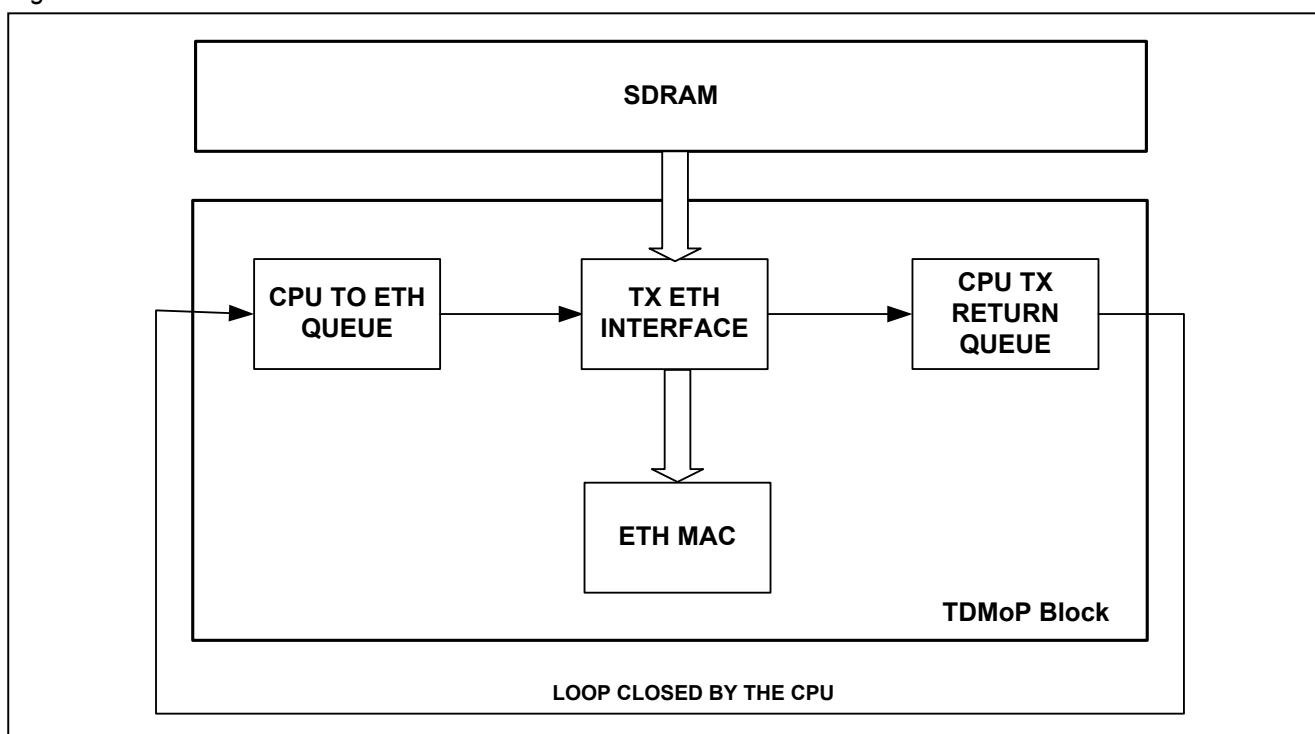 SDRAM
CPU TO ETH
QUEUE
TX ETH
INTERFACE
CPU TX
RETURN
QUEUE
ETH MAC
TDMoP Block
LOOP CLOSED BY THE CPU